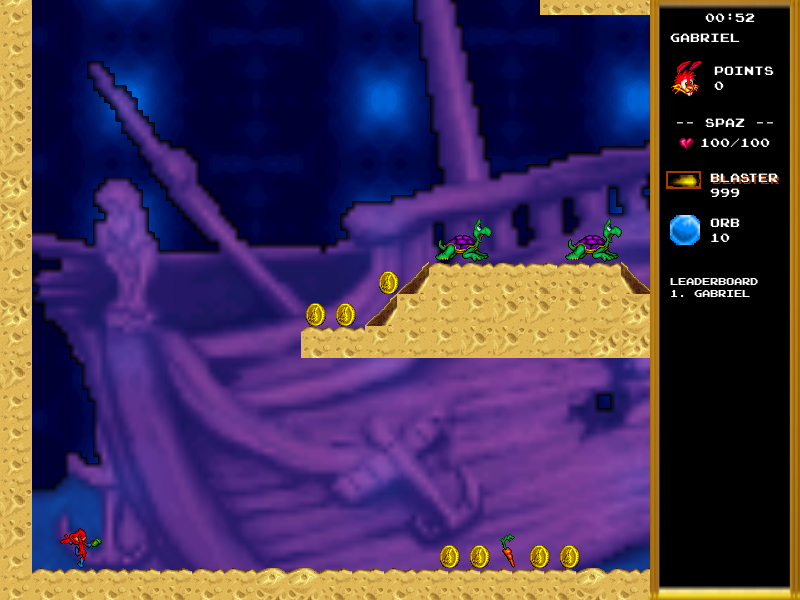 00:52
GABRIEL
POINTS
0
-- SPAZ --
100/100
BLASTER
999
ORB
10
LEADERBOARD
1. GABRIEL